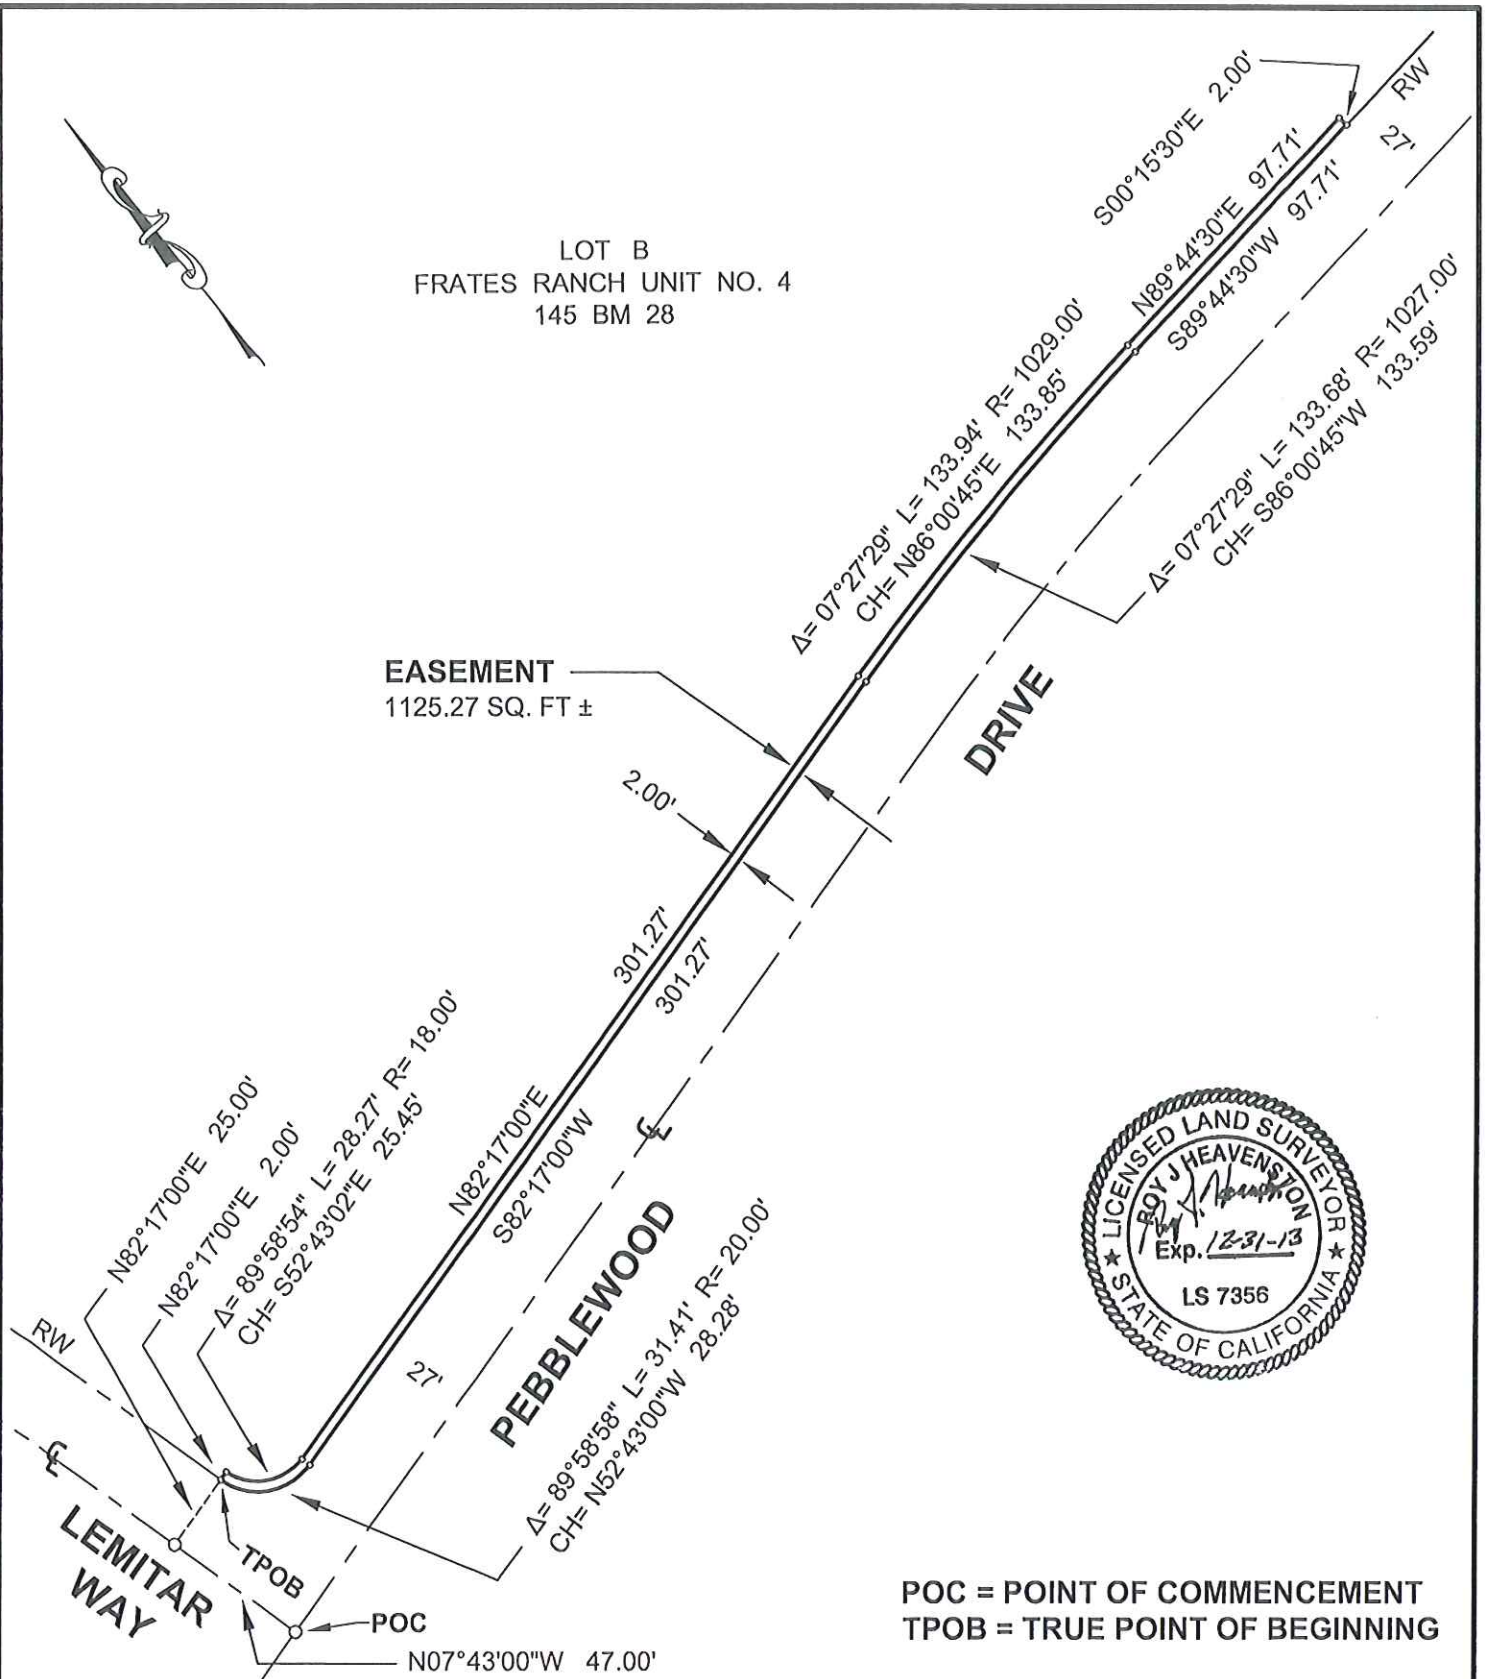 S00°15'30"E 2.00'
RW
27'
N89°44'30"E 97.71'
S89°44'30"W 97.71'
LOT B
FRATES RANCH UNIT NO. 4
145 BM 28
Δ= 07°27'29" L= 133.94' R= 1029.00'
CH= N86°00'45"E 133.85'
Δ= 07°27'29" L= 133.68' R= 1027.00'
CH= S86°00'45"W 133.59'
EASEMENT
1125.27 SQ. FT ±
DRIVE
2.00'
301.27'
301.27'
N82°17'00"E
S82°17'00"W
N82°17'00"E 25.00'
N82°17'00"E 2.00'
Δ= 89°58'54" L= 28.27' R= 18.00'
CH= S52°43'02"E 25.45'
CL
PEBBLEWOOD
LICENSED LAND SURVEYOR
ROY J HEAVENSTON
Exp. 12-31-13
LS 7356
STATE OF CALIFORNIA
RW
27'
Δ= 89°58'58" L= 31.41' R= 20.00'
CH= N52°43'00"W 28.28'
CL
LEMITAR
WAY
TPOB
POC
N07°43'00"W 47.00'
POC = POINT OF COMMENCEMENT
TPOB = TRUE POINT OF BEGINNING